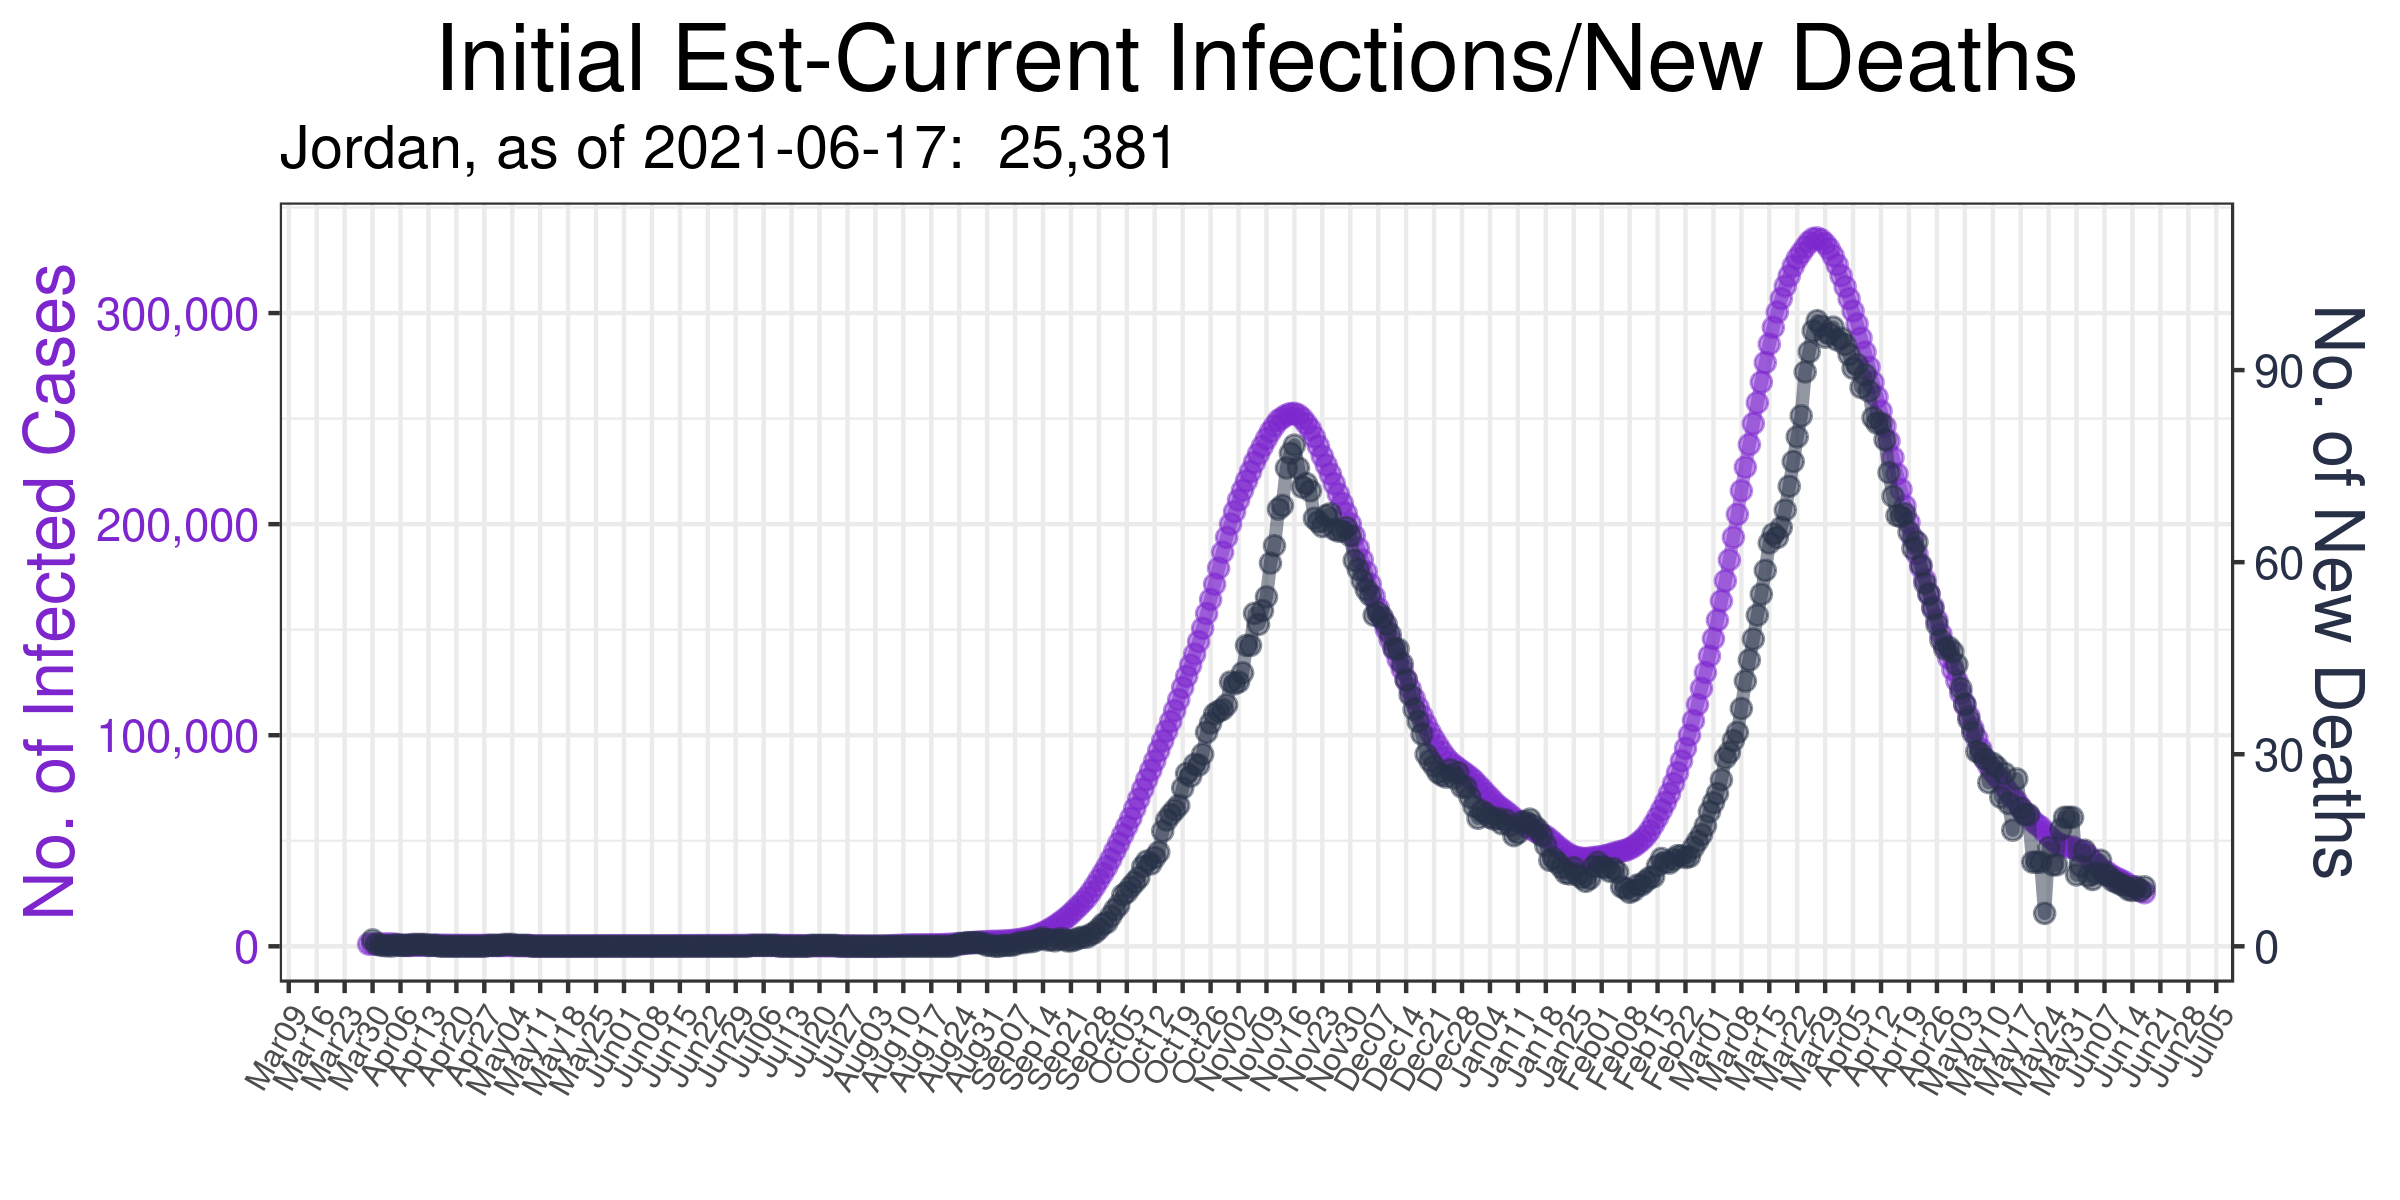 Initial Est-Current Infections/New Deaths
Jordan, as of 2021-06-17:  25,381
No. of Infected Cases
300,000
200,000
100,000
0
No. of New Deaths
90
60
30
0
Mar09
Mar16
Mar23
Mar30
Apr06
Apr13
Apr20
Apr27
May04
May11
May18
May25
Jun01
Jun08
Jun15
Jun22
Jun29
Jul06
Jul13
Jul20
Jul27
Aug03
Aug10
Aug17
Aug24
Aug31
Sep07
Sep14
Sep21
Sep28
Oct05
Oct12
Oct19
Oct26
Nov02
Nov09
Nov16
Nov23
Nov30
Dec07
Dec14
Dec21
Dec28
Jan04
Jan11
Jan18
Jan25
Feb01
Feb08
Feb15
Feb22
Mar01
Mar08
Mar15
Mar22
Mar29
Apr05
Apr12
Apr19
Apr26
May03
May10
May17
May24
May31
Jun07
Jun14
Jun21
Jun28
Jul05